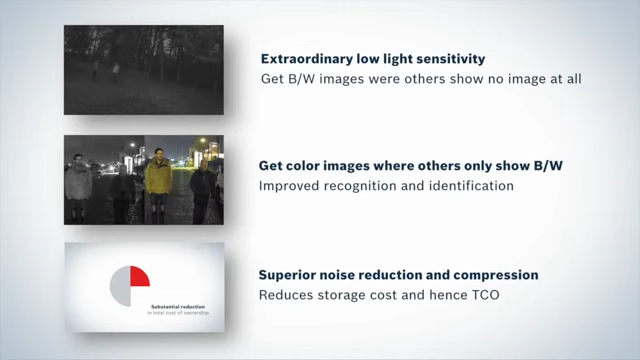 Extraordinary low light sensitivity
Get B/W images were others show no image at all
Get color images where others only show B/W
Improved recognition and identification
Substantial reduction
in total cost of ownership
Superior noise reduction and compression
Reduces storage cost and hence TCO